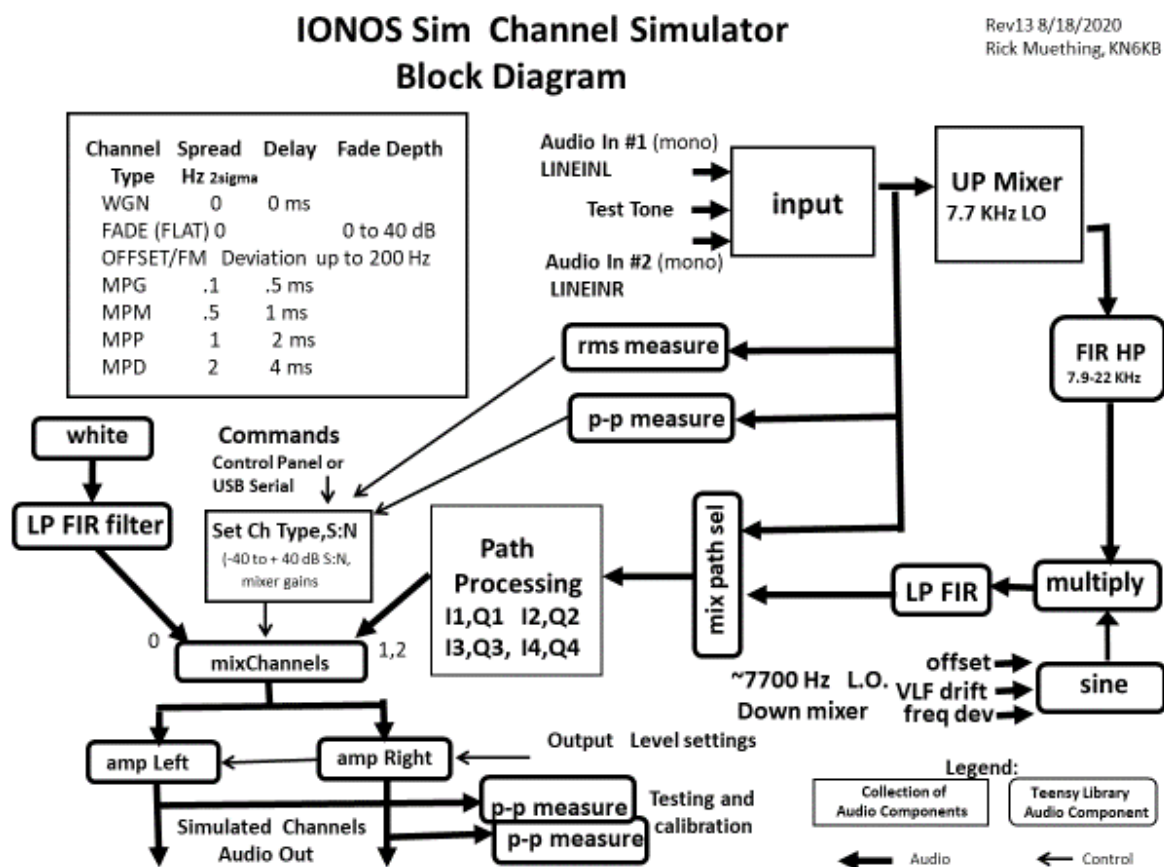 IONOS Sim Channel Simulator
Block Diagram
Rev13 8/18/2020
Rick Muething, KN6KB
Channel Spread Delay Fade Depth
Type Hz 2sigma
WGN 0 0 ms
FADE (FLAT) 0 0 to 40 dB
OFFSET/FM Deviation up to 200 Hz
MPG .1 .5 ms
MPM .5 1 ms
MPP 1 2 ms
MPD 2 4 ms
Audio In #1 (mono)
LINEINL
Test Tone
Audio In #2 (mono)
LINEINR
input
UP Mixer
7.7 KHz LO
FIR HP
7.9-22 KHz
rms measure
p-p measure
white
LP FIR filter
Commands
Control Panel or
USB Serial
Set Ch Type,S:N
(-40 to + 40 dB S:N,
mixer gains
Path
Processing
I1,Q1 I2,Q2
I3,Q3, I4,Q4
mix path sel
LP FIR
multiply
sine
offset
VLF drift
freq dev
~7700 Hz L.O.
Down mixer
0
1,2
mixChannels
amp Left
amp Right
Output Level settings
p-p measure
p-p measure
Testing and
calibration
Simulated Channels
Audio Out
Legend:
Collection of
Audio Components
Teensy Library
Audio Component
Audio
Control